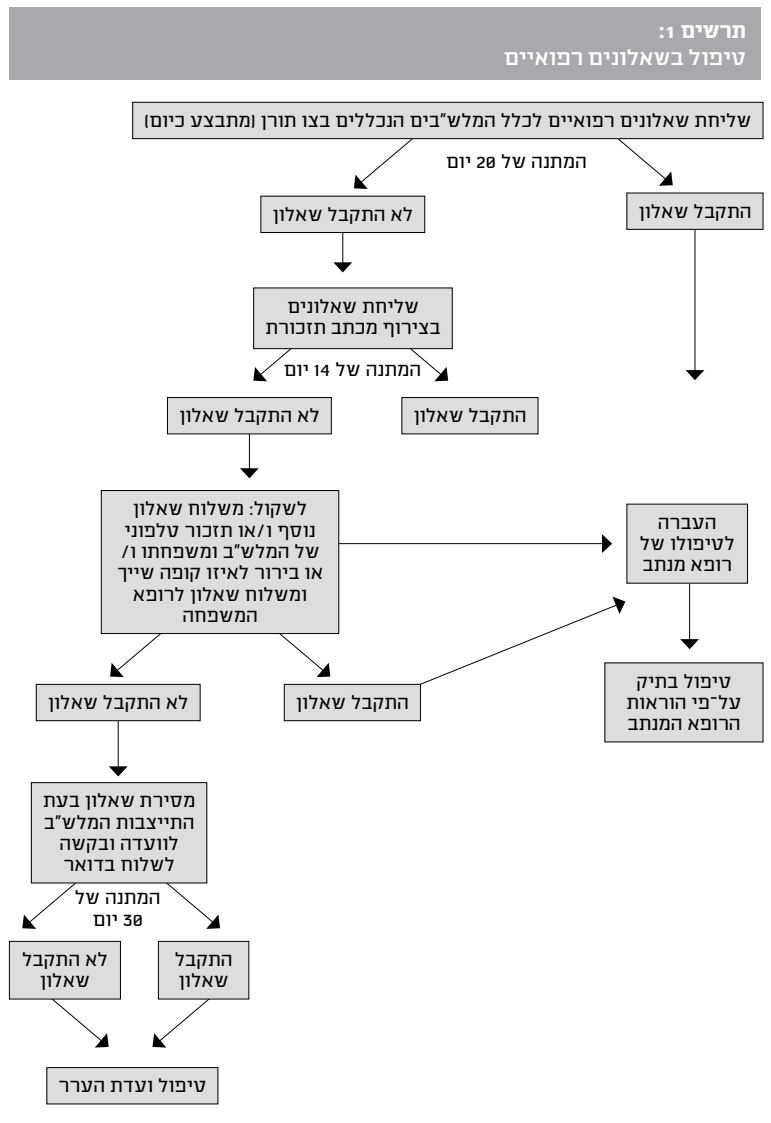 תרשים 1:
טיפול בשאלונים רפואיים
שליחת שאלונים רפואיים לכלל המלש"בים הנכללים בצו תורן (מתבצע כיום)
המתנה של 20 יום
התקבל שאלון
לא התקבל שאלון
שליחת שאלונים
בצירוף מכתב תזכורת
המתנה של 14 יום
התקבל שאלון
לא התקבל שאלון
לשקול: משלוח שאלון
נוסף ו/או תזכור טלפוני
של המלש"ב ומשפחתו ו/
או בירור לאיזו קופה שייך
ומשלוח שאלון לרופא
המשפחה
העברה
לטיפולו של
רופא מנתב
טיפול בתיק
על־פי הוראות
הרופא המנתב
התקבל שאלון
לא התקבל שאלון
מסירת שאלון בעת
התייצבות המלש"ב
לוועדה ובקשה
לשלוח בדואר
המתנה של
30 יום
התקבל
שאלון
לא התקבל
שאלון
טיפול ועדת הערר